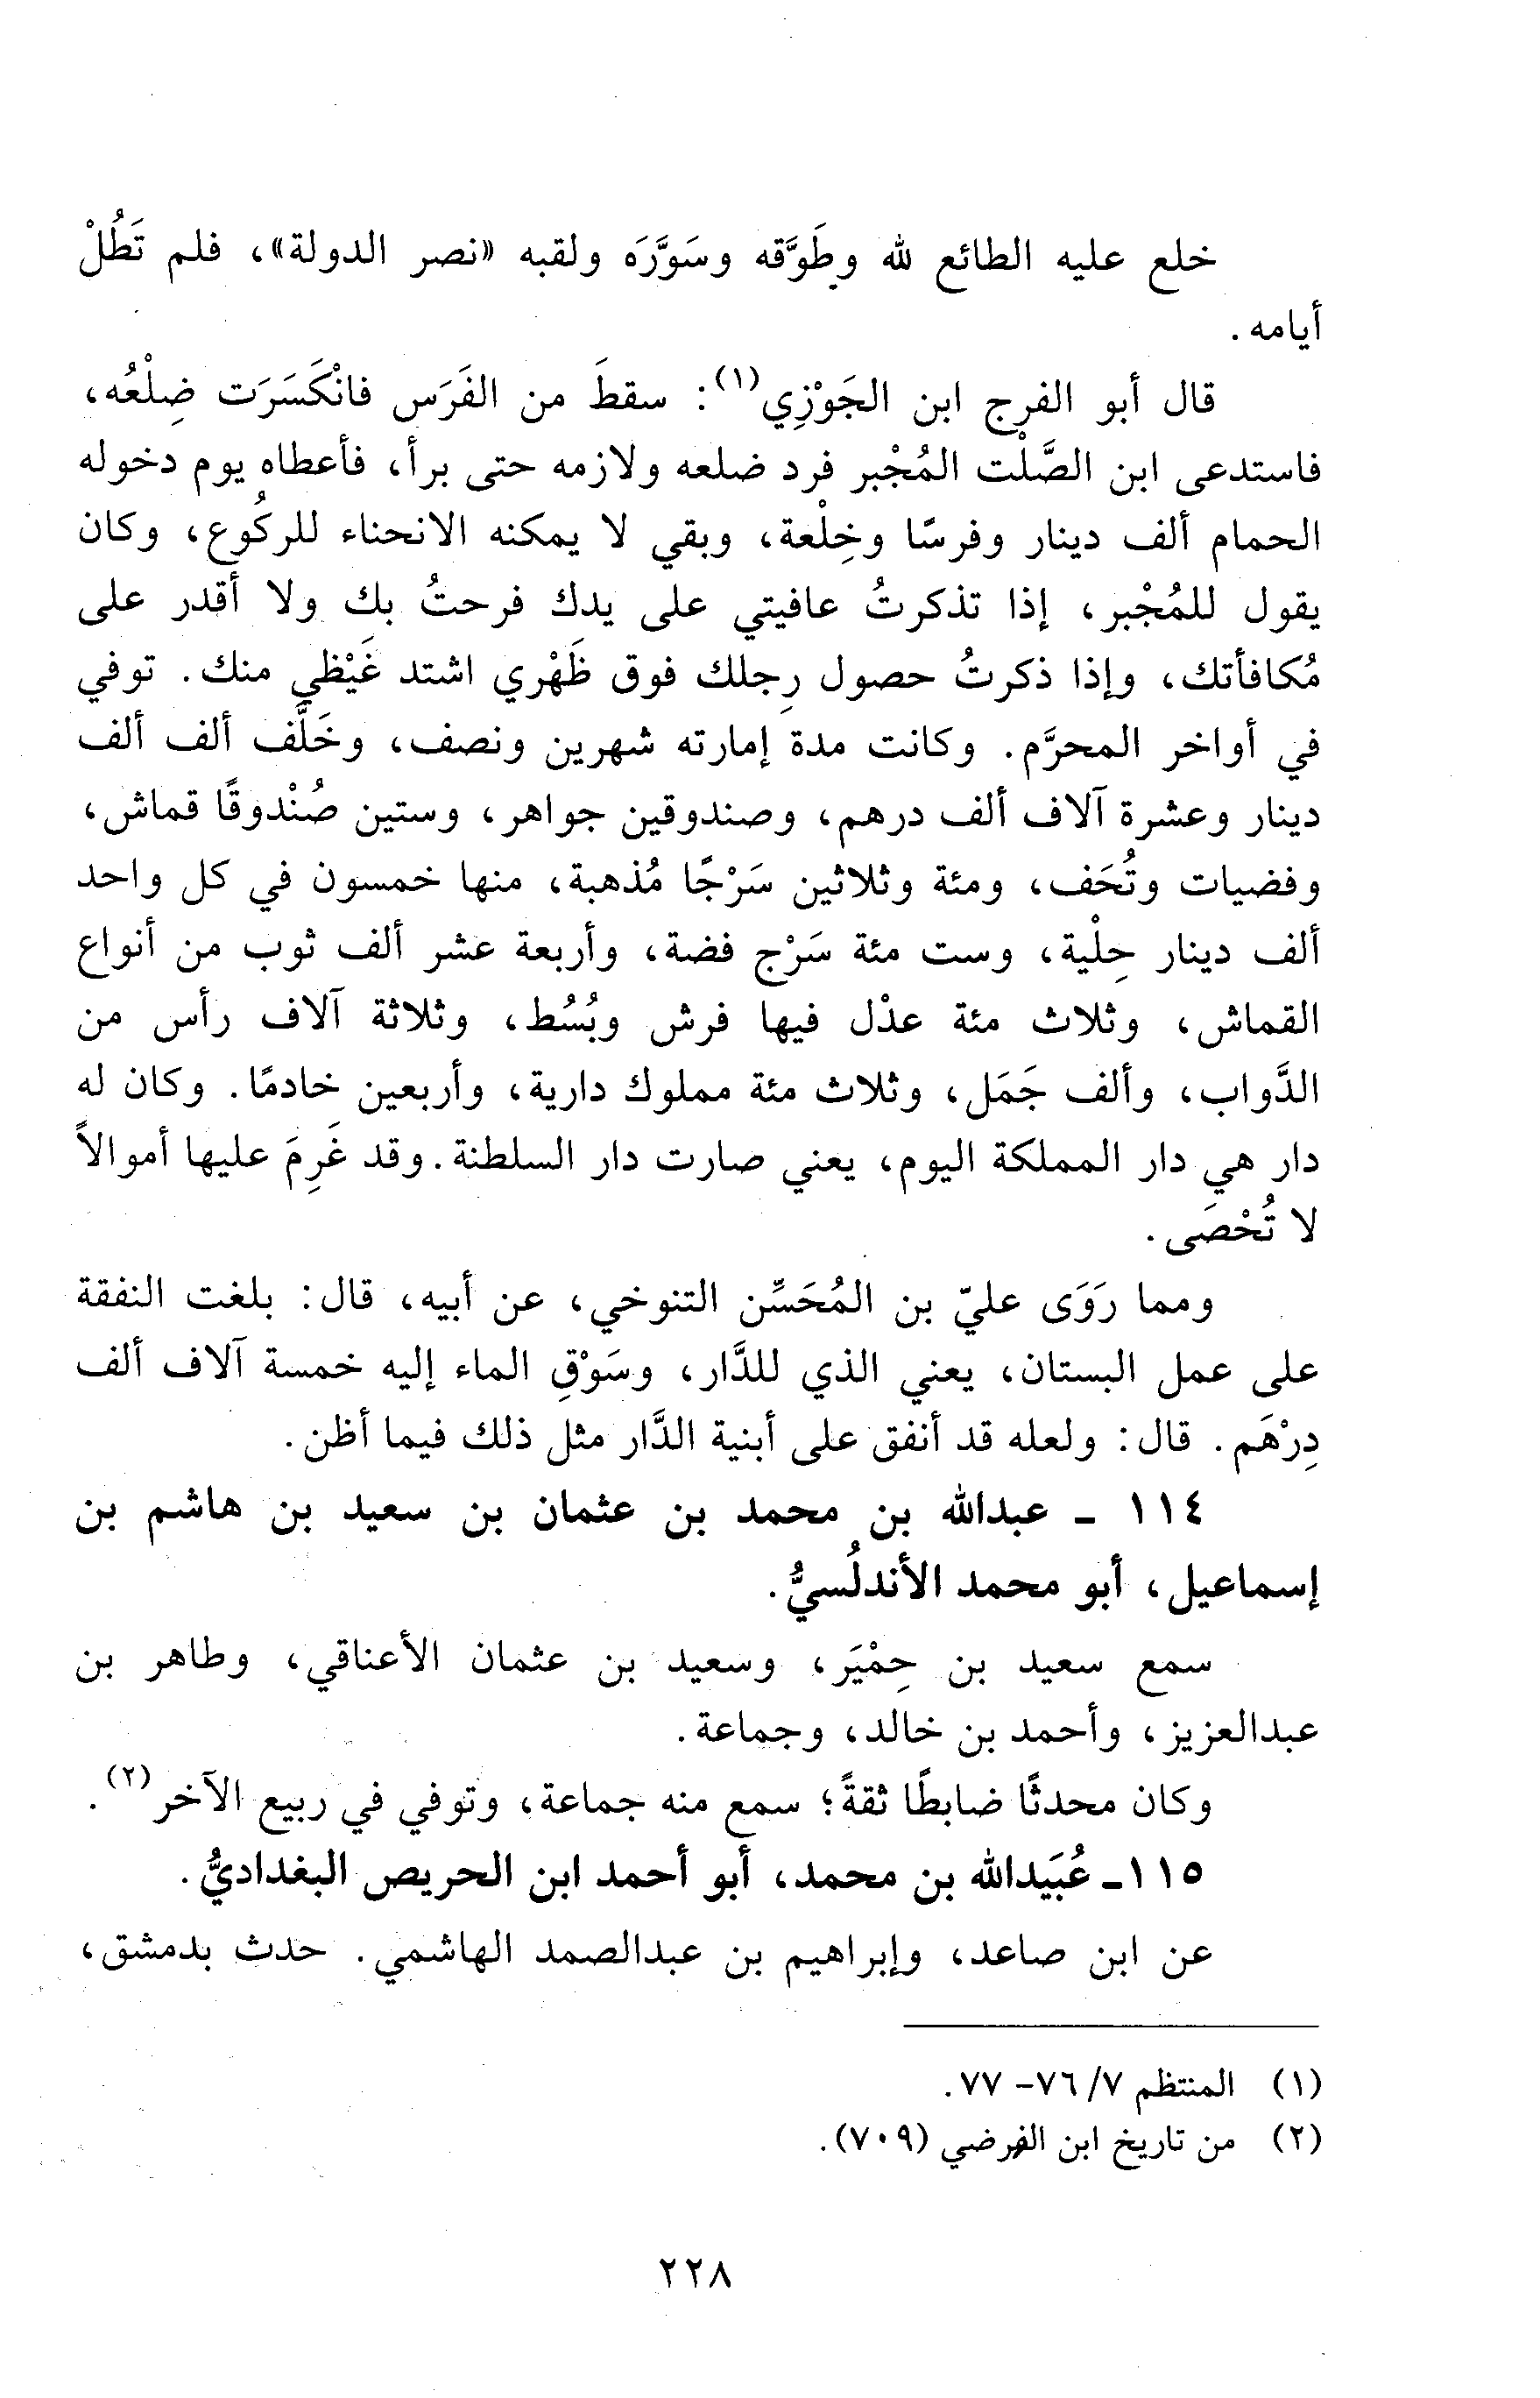 خلع عليه الطائع لله وطَوَّقه وسَوَّرَه ولقبه «نصر الدولة»، فلم تَطُلْ
أيامه.
قال أبو الفرج ابن الجَوْزِي(١): سقطَ من الفَرَس فانْكَسَرَت ضِلْعُه،
فاستدعى ابن الصَّلْت المُجْبر فرد ضلعه ولازمه حتى برأ، فأعطاه يوم دخوله
الحمام ألف دينار وفرسًا وخِلْعة، وبقي لا يمكنه الانحناء للركُوع، وكان
يقول للمُجْبر، إذا تذكرتُ عافيتي على يدك فرحتُ بك ولا أقدر على
مُكافأتك، وإذا ذكرتُ حصول رِجلك فوق ظَهْري اشتد غَيْظي منك. توفي
في أواخر المحرَّم. وكانت مدة إمارته شهرين ونصف، وخَلَّف ألف ألف
دينار وعشرة آلاف ألف درهم، وصندوقين جواهر، وستين صُنْدوقًا قماش،
وفضيات وتُحَف، ومئة وثلاثين سَرْجًا مُذهبة، منها خمسون في كل واحد
ألف دينار حِلْية، وست مئة سَرْج فضة، وأربعة عشر ألف ثوب من أنواع
القماش، وثلاث مئة عدْل فيها فرش وبُسُط، وثلاثة آلاف رأس من
الدَّواب، وألف جَمَل، وثلاث مئة مملوك دارية، وأربعين خادمًا. وكان له
دار هي دار المملكة اليوم، يعني صارت دار السلطنة. وقد غَرِمَ عليها أموالاً
لا تُحْصَى.
ومما رَوَى عليّ بن المُحَسِّن التنوخي، عن أبيه، قال: بلغت النفقة
على عمل البستان، يعني الذي للدَّار، وسَوْقِ الماء إليه خمسة آلاف ألف
دِرْهَم. قال: ولعله قد أنفق على أبنية الدَّار مثل ذلك فيما أظن.
١١٤ - عبدالله بن محمد بن عثمان بن سعيد بن هاشم بن
إسماعيل، أبو محمد الأندلُسيُّ.
سمع سعيد بن حِمْيَر، وسعيد بن عثمان الأعناقي، وطاهر بن
عبدالعزيز، وأحمد بن خالد، وجماعة.
وكان محدثًا ضابطًا ثقةً؛ سمع منه جماعة، وتوفي في ربيع الآخر(٢).
١١٥- عُبَيدالله بن محمد، أبو أحمد ابن الحريص البغداديُّ.
عن ابن صاعد، وإبراهيم بن عبدالصمد الهاشمي. حدث بدمشق،
(١) المنتظم ٧/ ٧٦- ٧٧.
(٢) من تاريخ ابن الفرضي (٧٠٩).
٢٢٨